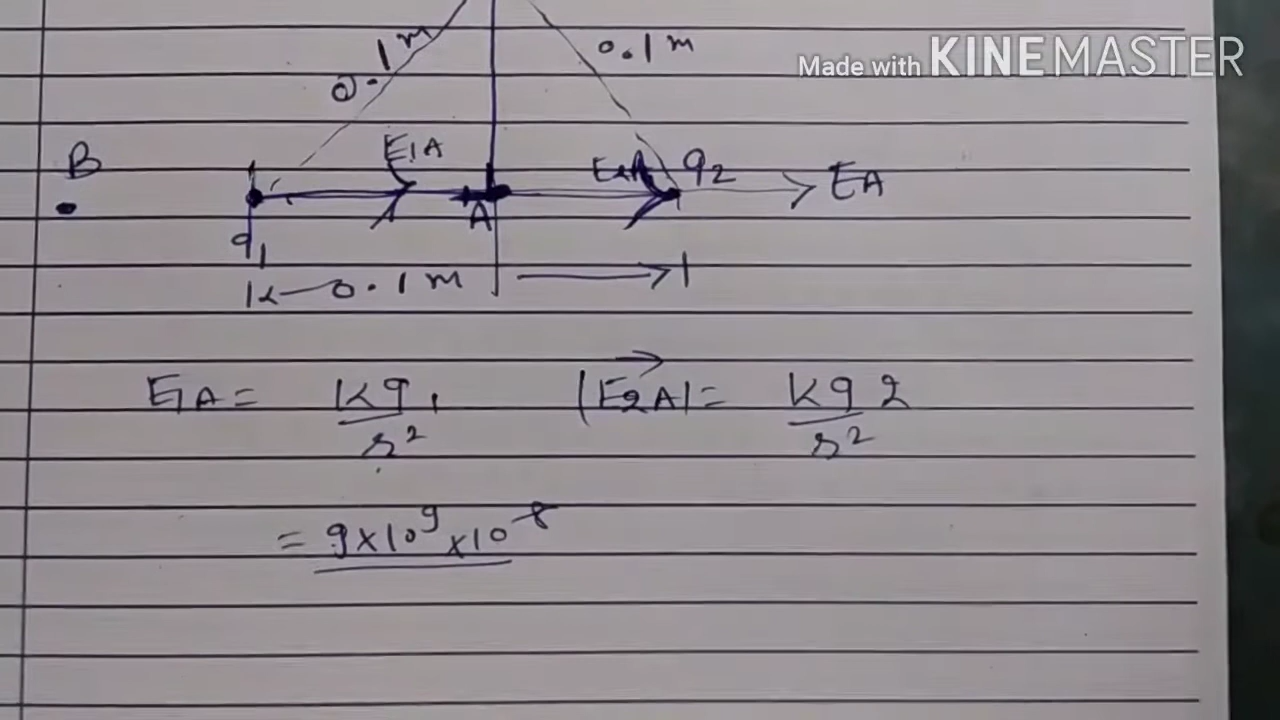 0.1 m 0.1 m
Made with KINEMASTER
B E1A E2A q2 EA
A
q1
0.1 m
E1A = kq1/r² |E2A| = kq2/r²
= 9×10⁹×10⁻⁸